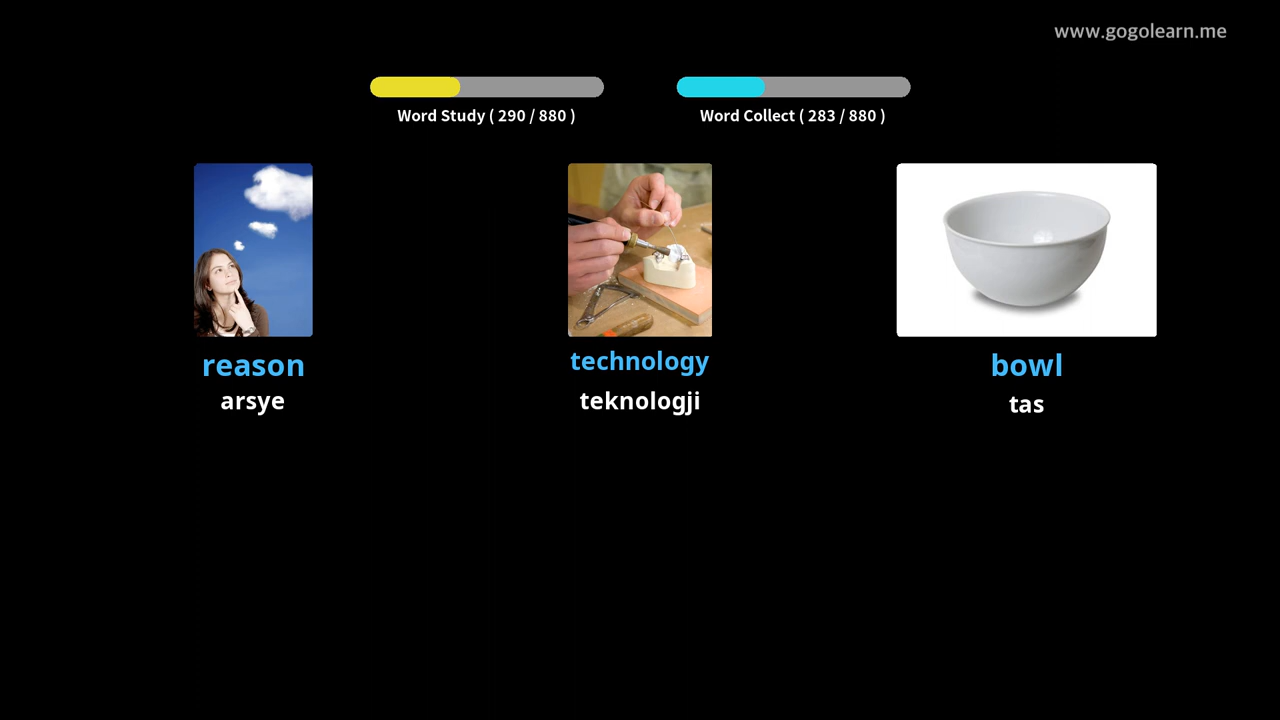 www.gogolearn.me
Word Study ( 290 / 880 )
Word Collect ( 283 / 880 )
reason
arsye
technology
teknologji
bowl
tas